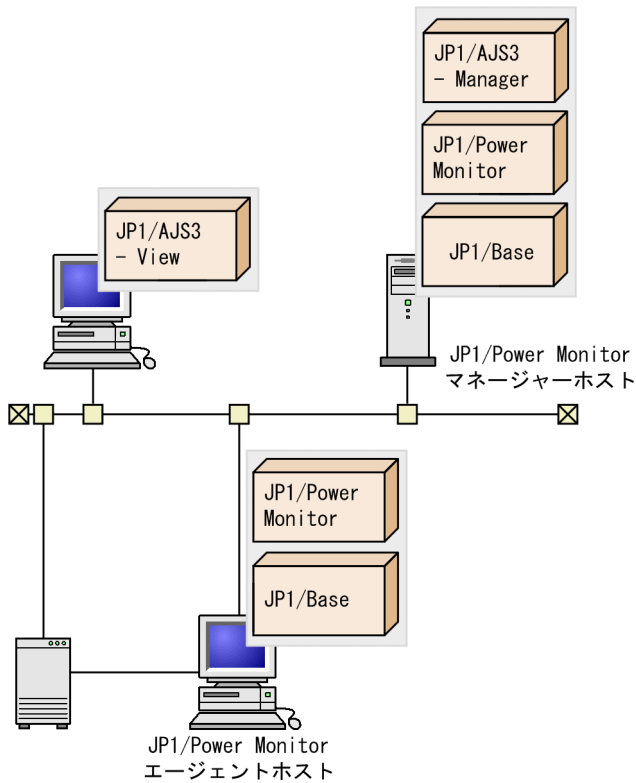 JP1/AJS3
- Manager
JP1/Power
Monitor
JP1/Base
JP1/AJS3
- View
JP1/Power Monitor
マネージャーホスト
JP1/Power
Monitor
JP1/Base
JP1/Power Monitor
エージェントホスト